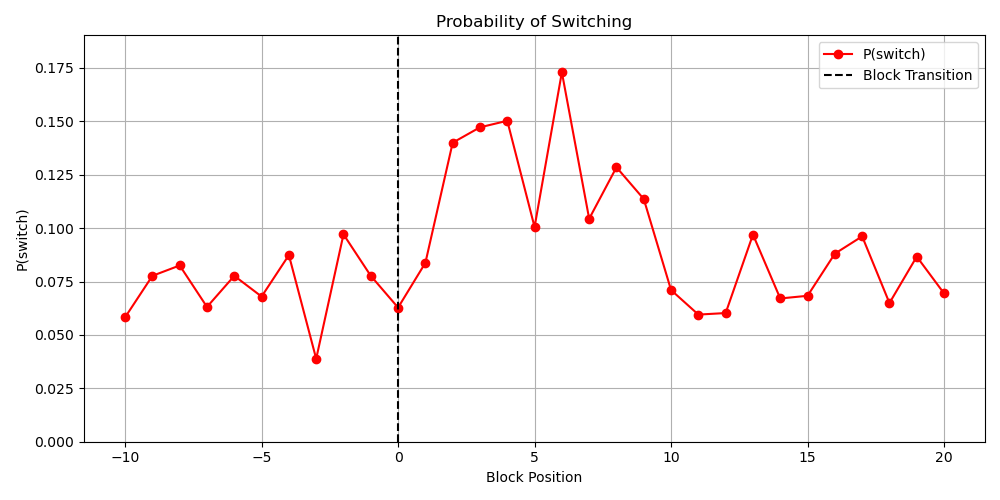 Probability of Switching
P(switch)
Block Transition
0.175
0.150
0.125
0.100
0.075
0.050
0.025
0.000
P(switch)
−10 −5 0 5 10 15 20
Block Position